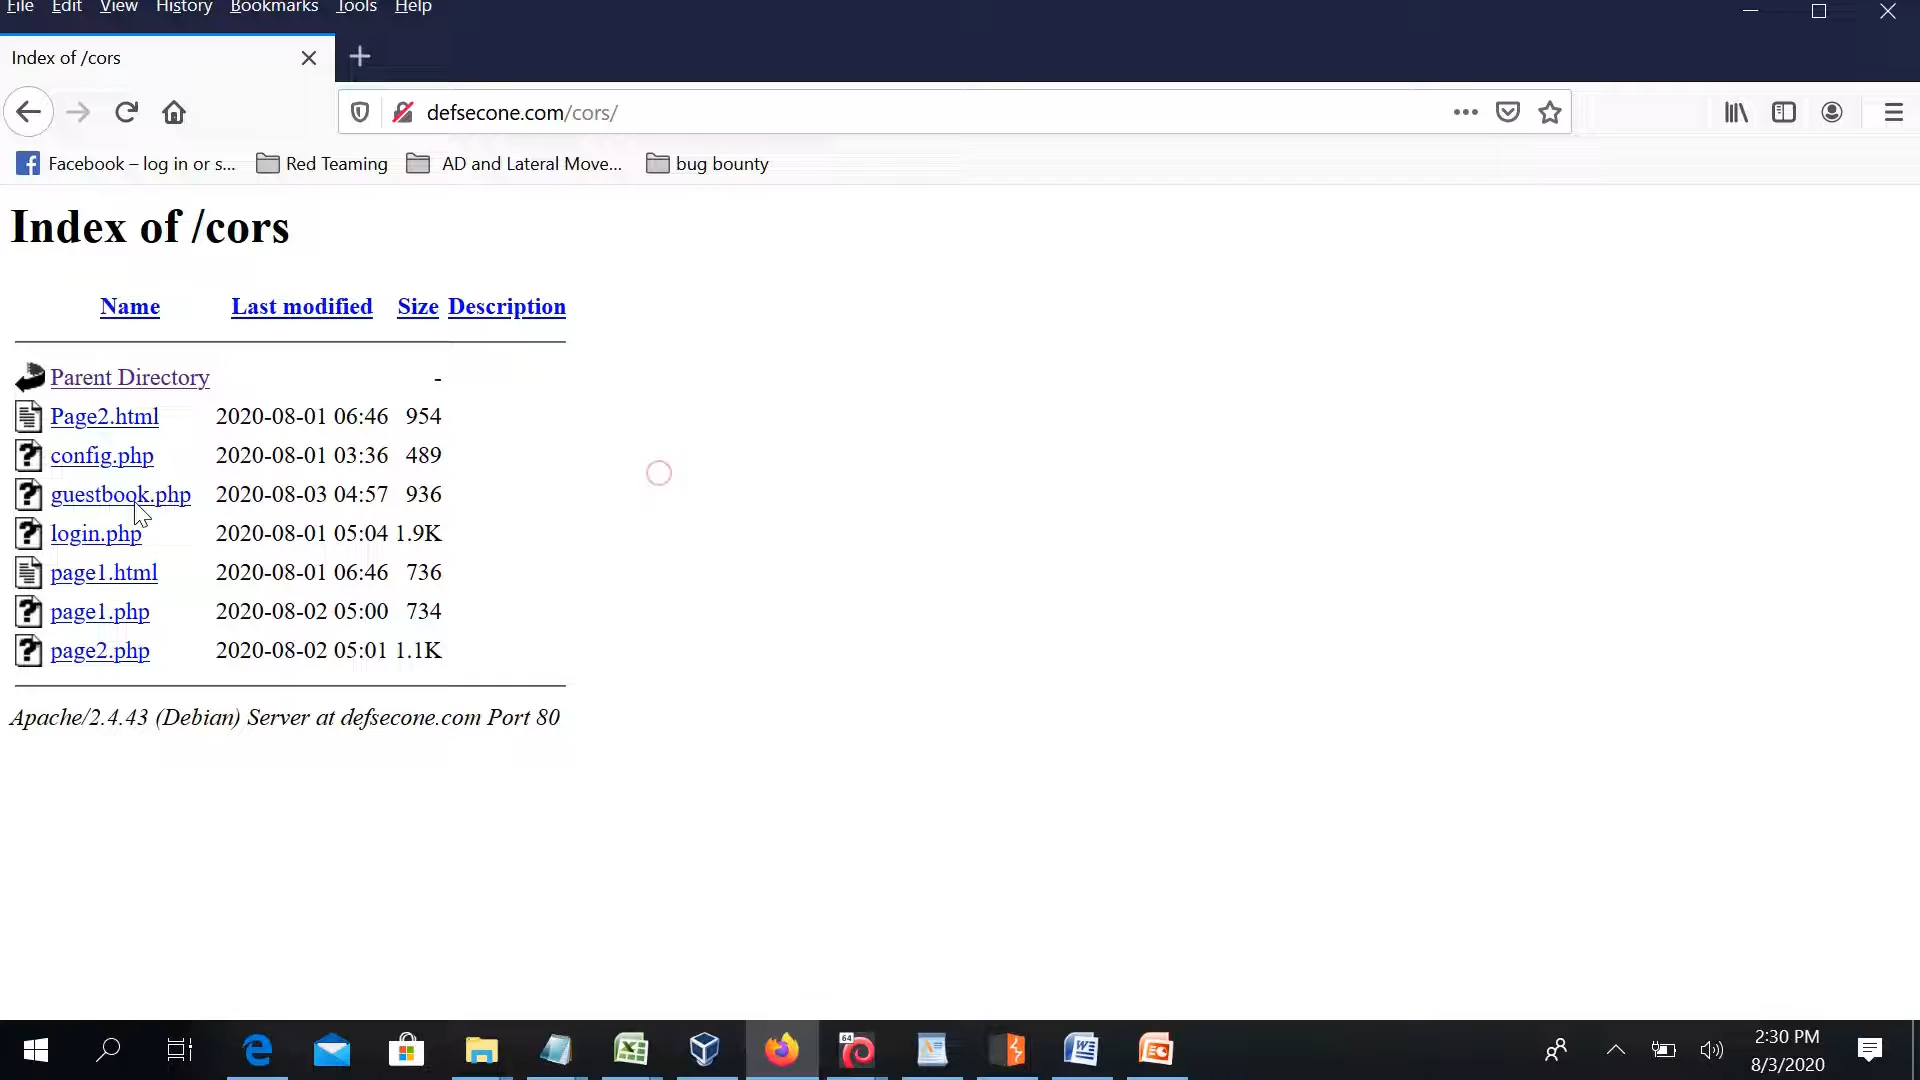 File Edit View History Bookmarks Tools Help
Index of /cors
defsecone.com/cors/
Facebook – log in or s... Red Teaming AD and Lateral Move... bug bounty
Index of /cors
Name Last modified Size Description
Parent Directory -
Page2.html 2020-08-01 06:46 954
config.php 2020-08-01 03:36 489
guestbook.php 2020-08-03 04:57 936
login.php 2020-08-01 05:04 1.9K
page1.html 2020-08-01 06:46 736
page1.php 2020-08-02 05:00 734
page2.php 2020-08-02 05:01 1.1K
Apache/2.4.43 (Debian) Server at defsecone.com Port 80
64
2:30 PM
8/3/2020